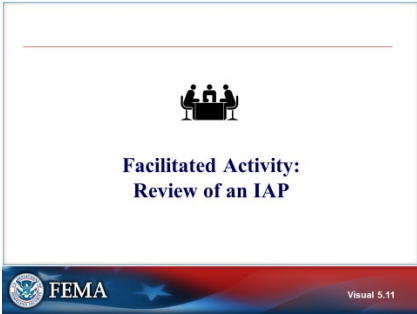 Facilitated Activity:
Review of an IAP
FEMA
Visual 5.11